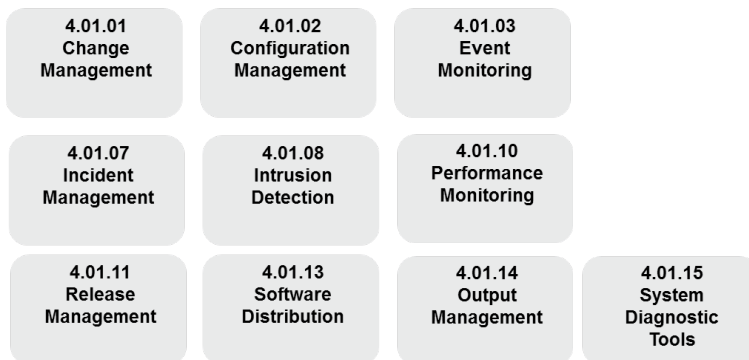 4.01.01
Change
Management
4.01.02
Configuration
Management
4.01.03
Event
Monitoring
4.01.07
Incident
Management
4.01.08
Intrusion
Detection
4.01.10
Performance
Monitoring
4.01.11
Release
Management
4.01.13
Software
Distribution
4.01.14
Output
Management
4.01.15
System
Diagnostic
Tools